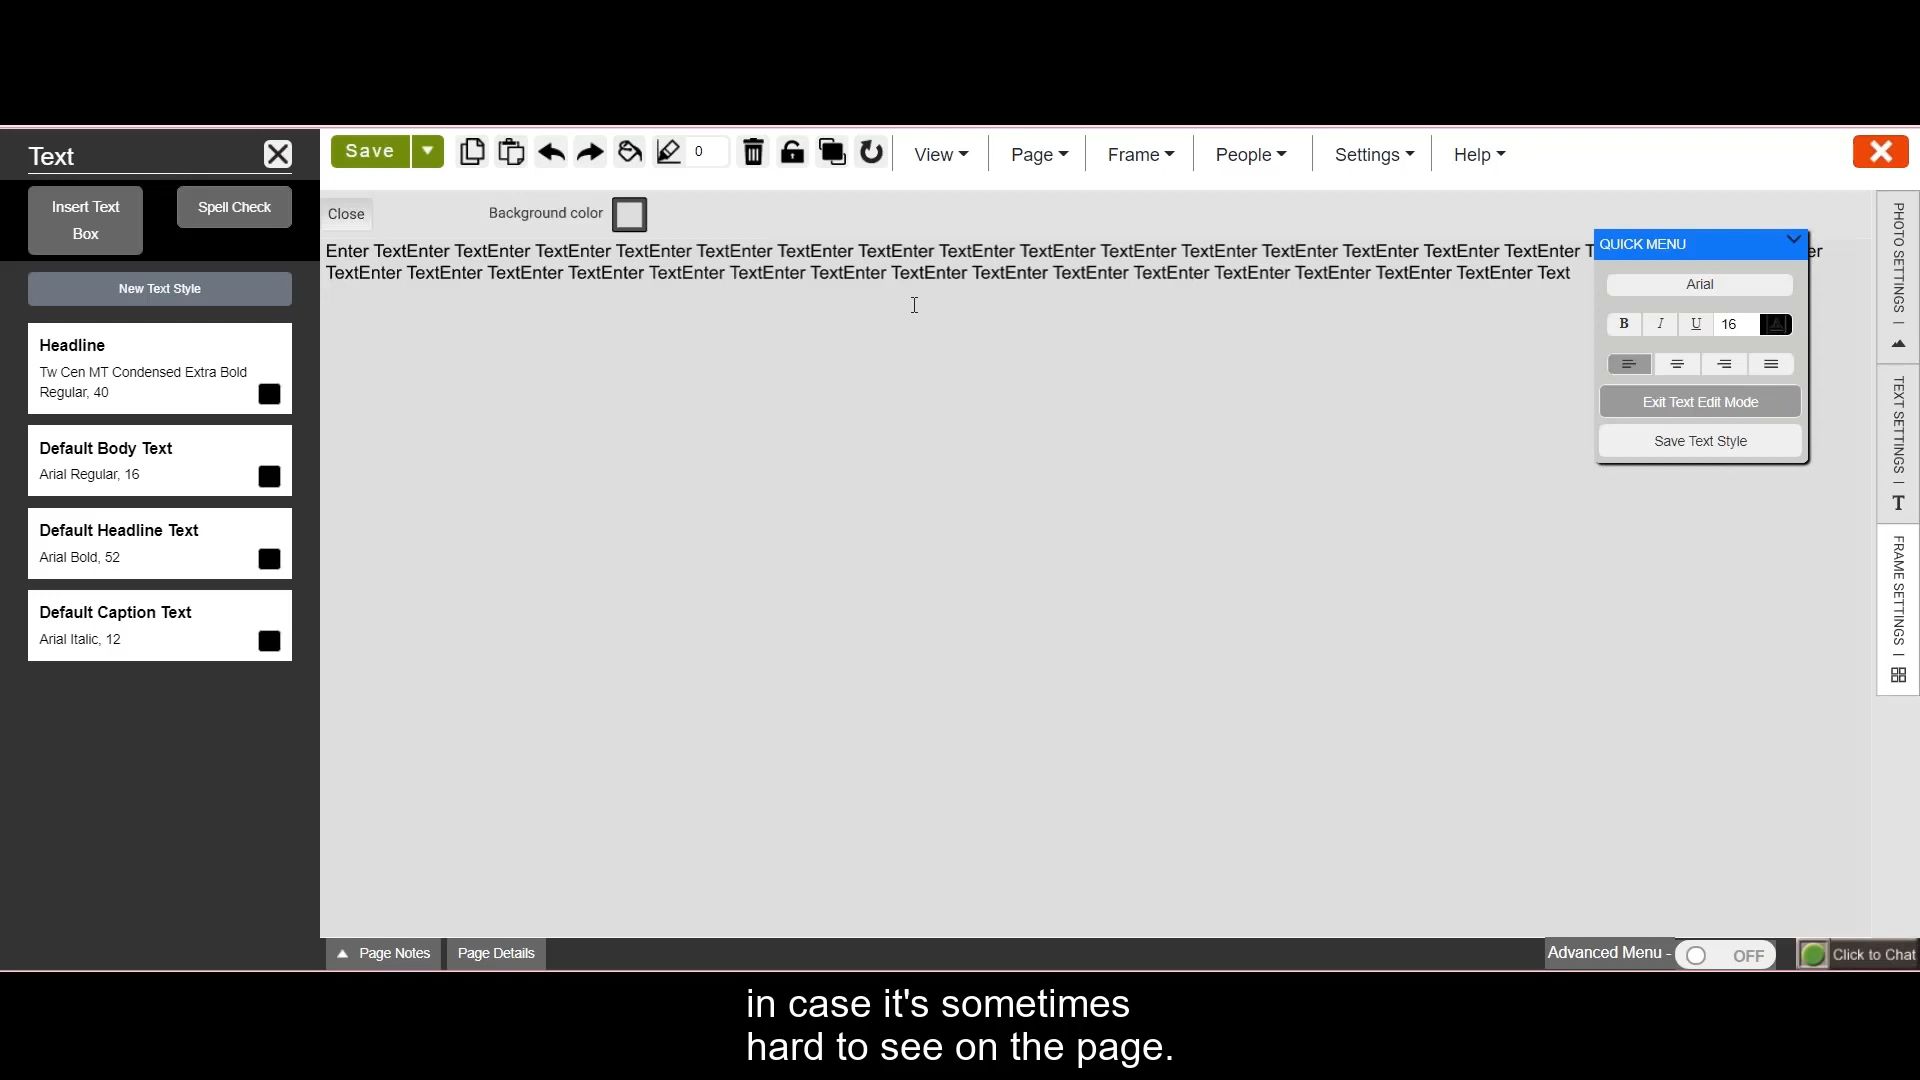 Text
Save
0
View
Page
Frame
People
Settings
Help
Insert Text
Box
Spell Check
Close
Background color
New Text Style
Enter TextEnter TextEnter TextEnter TextEnter TextEnter TextEnter TextEnter TextEnter TextEnter TextEnter TextEnter TextEnter TextEnter TextEnter TextEnter T er
TextEnter TextEnter TextEnter TextEnter TextEnter TextEnter TextEnter TextEnter TextEnter TextEnter TextEnter TextEnter TextEnter TextEnter TextEnter Text
QUICK MENU
Arial
B I U 16 A
Exit Text Edit Mode
Save Text Style
Headline
Tw Cen MT Condensed Extra Bold
Regular, 40
Default Body Text
Arial Regular, 16
Default Headline Text
Arial Bold, 52
Default Caption Text
Arial Italic, 12
PHOTO SETTINGS |
TEXT SETTINGS | T
FRAME SETTINGS |
Page Notes
Page Details
Advanced Menu -
OFF
Click to Chat
in case it's sometimes
hard to see on the page.